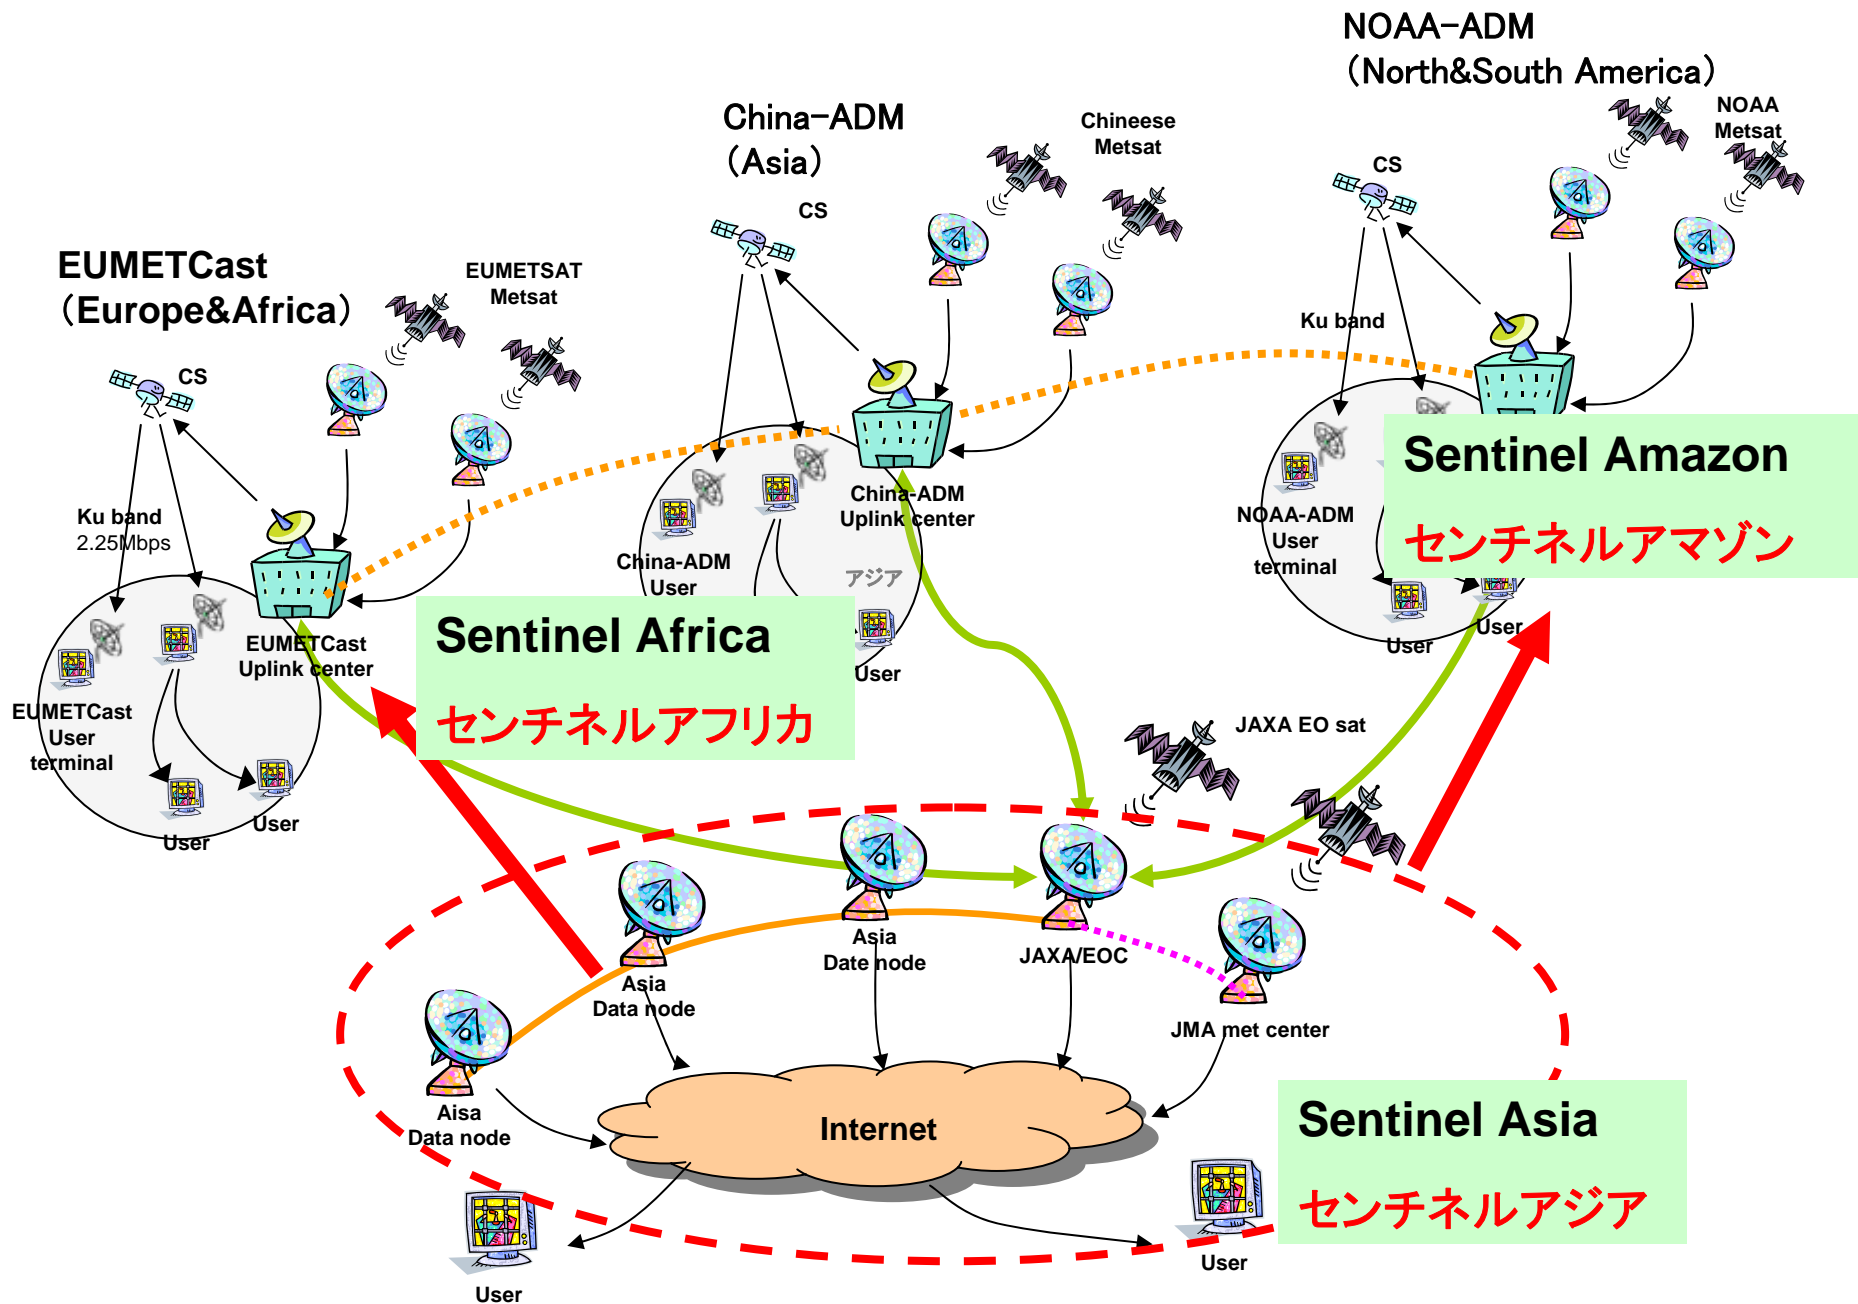 NOAA-ADM
(North&South America)
NOAA
Metsat
CS
Ku band
China-ADM
(Asia)
Chineese
Metsat
CS
EUMETCast
(Europe&Africa)
EUMETSAT
Metsat
CS
Ku band
2.25Mbps
EUMETCast
Uplink center
EUMETCast
User
terminal
User
User
China-ADM
Uplink center
China-ADM
User
アジア
User
NOAA-ADM
User
terminal
User
User
Sentinel Amazon
センチネルアマゾン
Sentinel Africa
センチネルアフリカ
JAXA EO sat
Asia
Date node
JAXA/EOC
Asia
Data node
JMA met center
Aisa
Data node
Internet
Sentinel Asia
センチネルアジア
User
User